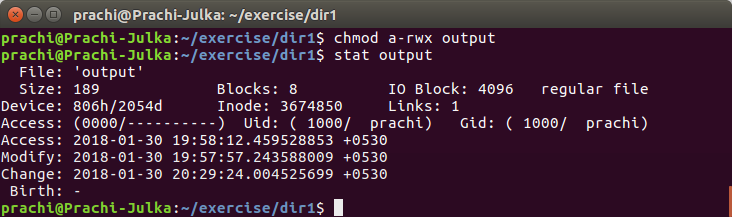 prachi@Prachi-Julka: ~/exercise/dir1
prachi@Prachi-Julka:~/exercise/dir1$ chmod a-rwx output
prachi@Prachi-Julka:~/exercise/dir1$ stat output
  File: 'output'
  Size: 189             Blocks: 8          IO Block: 4096   regular file
Device: 806h/2054d      Inode: 3674850     Links: 1
Access: (0000/----------)  Uid: ( 1000/  prachi)   Gid: ( 1000/  prachi)
Access: 2018-01-30 19:58:12.459528853 +0530
Modify: 2018-01-30 19:57:57.243588009 +0530
Change: 2018-01-30 20:29:24.004525699 +0530
 Birth: -
prachi@Prachi-Julka:~/exercise/dir1$